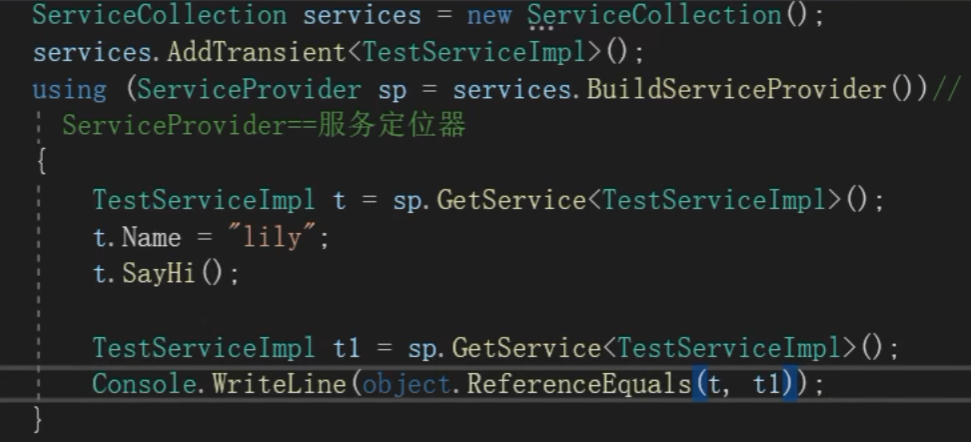 ServiceCollection services = new ServiceCollection();
services.AddTransient<TestServiceImpl>();
using (ServiceProvider sp = services.BuildServiceProvider())//
ServiceProvider==服务定位器
{
TestServiceImpl t = sp.GetService<TestServiceImpl>();
t.Name = "lily";
t.SayHi();
TestServiceImpl t1 = sp.GetService<TestServiceImpl>();
Console.WriteLine(object.ReferenceEquals(t, t1));
}